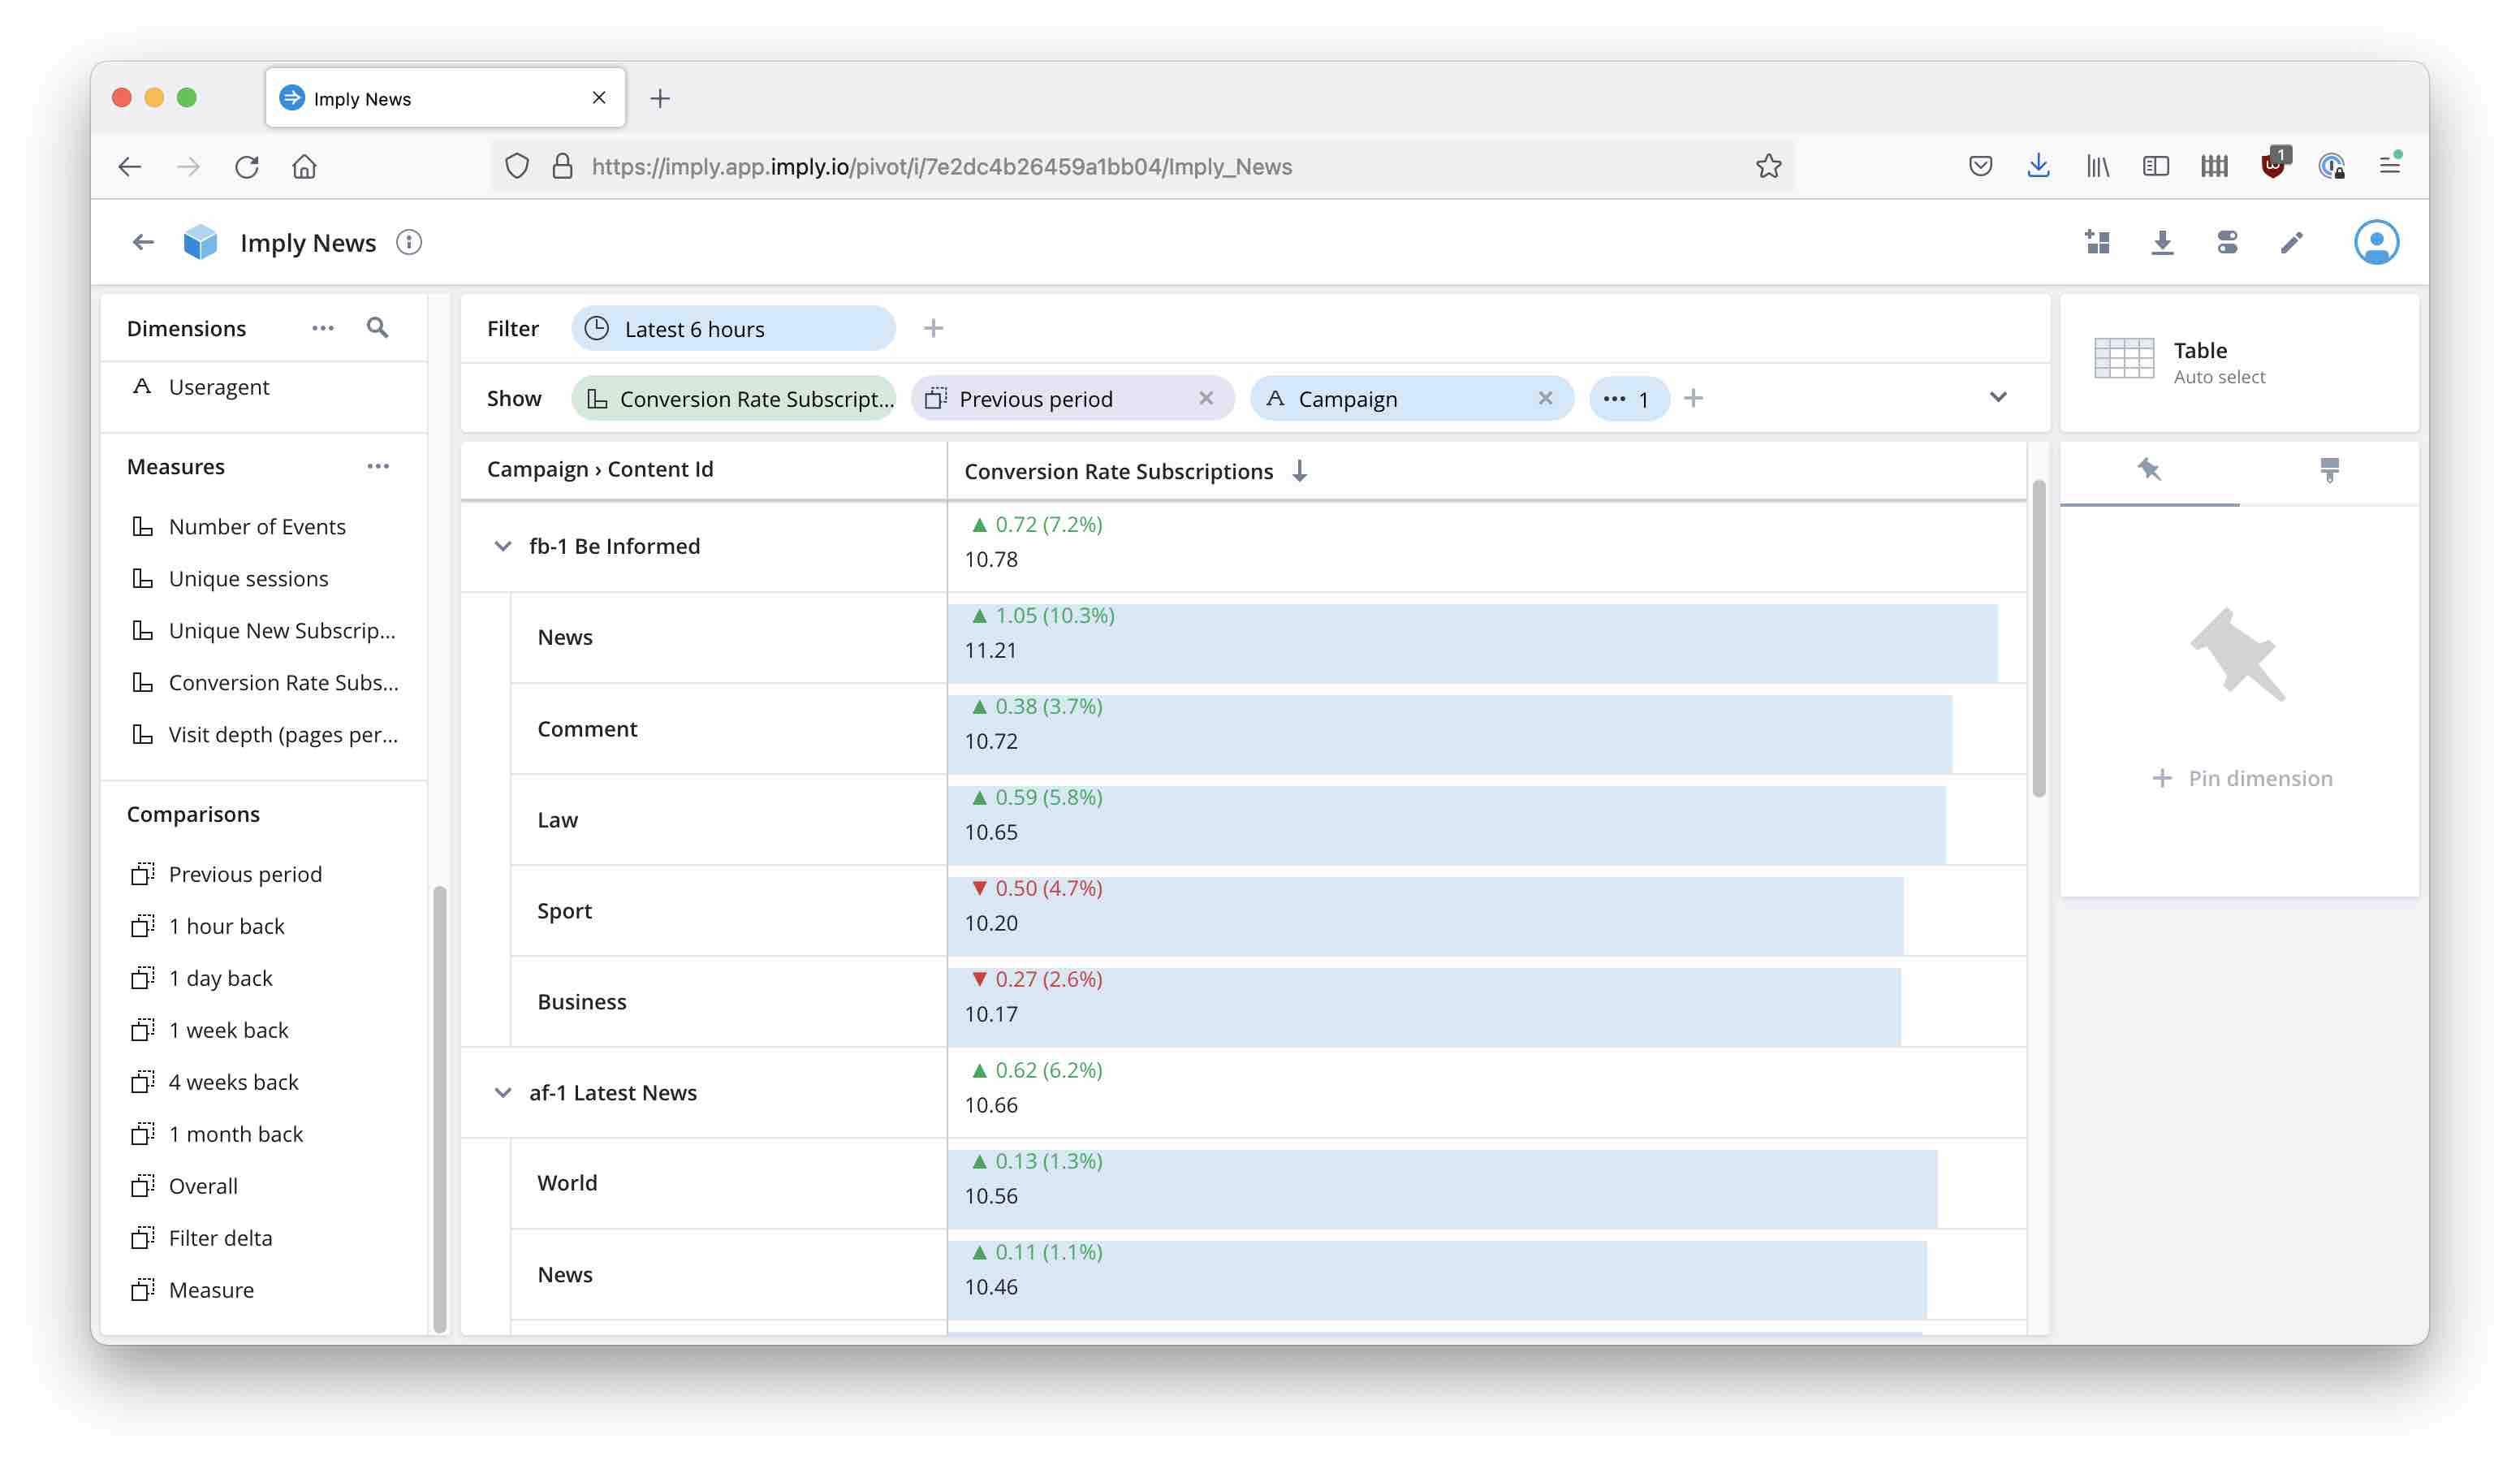 Imply News
https://imply.app.imply.io/pivot/i/7e2dc4b26459a1bb04/Imply_News
1
Imply News
Dimensions
Useragent
Measures
Number of Events
Unique sessions
Unique New Subscrip...
Conversion Rate Subs...
Visit depth (pages per...
Comparisons
Previous period
1 hour back
1 day back
1 week back
4 weeks back
1 month back
Overall
Filter delta
Measure
Filter
Latest 6 hours
Show
Conversion Rate Subscript...
Previous period
A Campaign
... 1
Campaign › Content Id
Conversion Rate Subscriptions
fb-1 Be Informed
▲ 0.72 (7.2%)
10.78
News
▲ 1.05 (10.3%)
11.21
Comment
▲ 0.38 (3.7%)
10.72
Law
▲ 0.59 (5.8%)
10.65
Sport
▼ 0.50 (4.7%)
10.20
Business
▼ 0.27 (2.6%)
10.17
af-1 Latest News
▲ 0.62 (6.2%)
10.66
World
▲ 0.13 (1.3%)
10.56
News
▲ 0.11 (1.1%)
10.46
Table
Auto select
Pin dimension